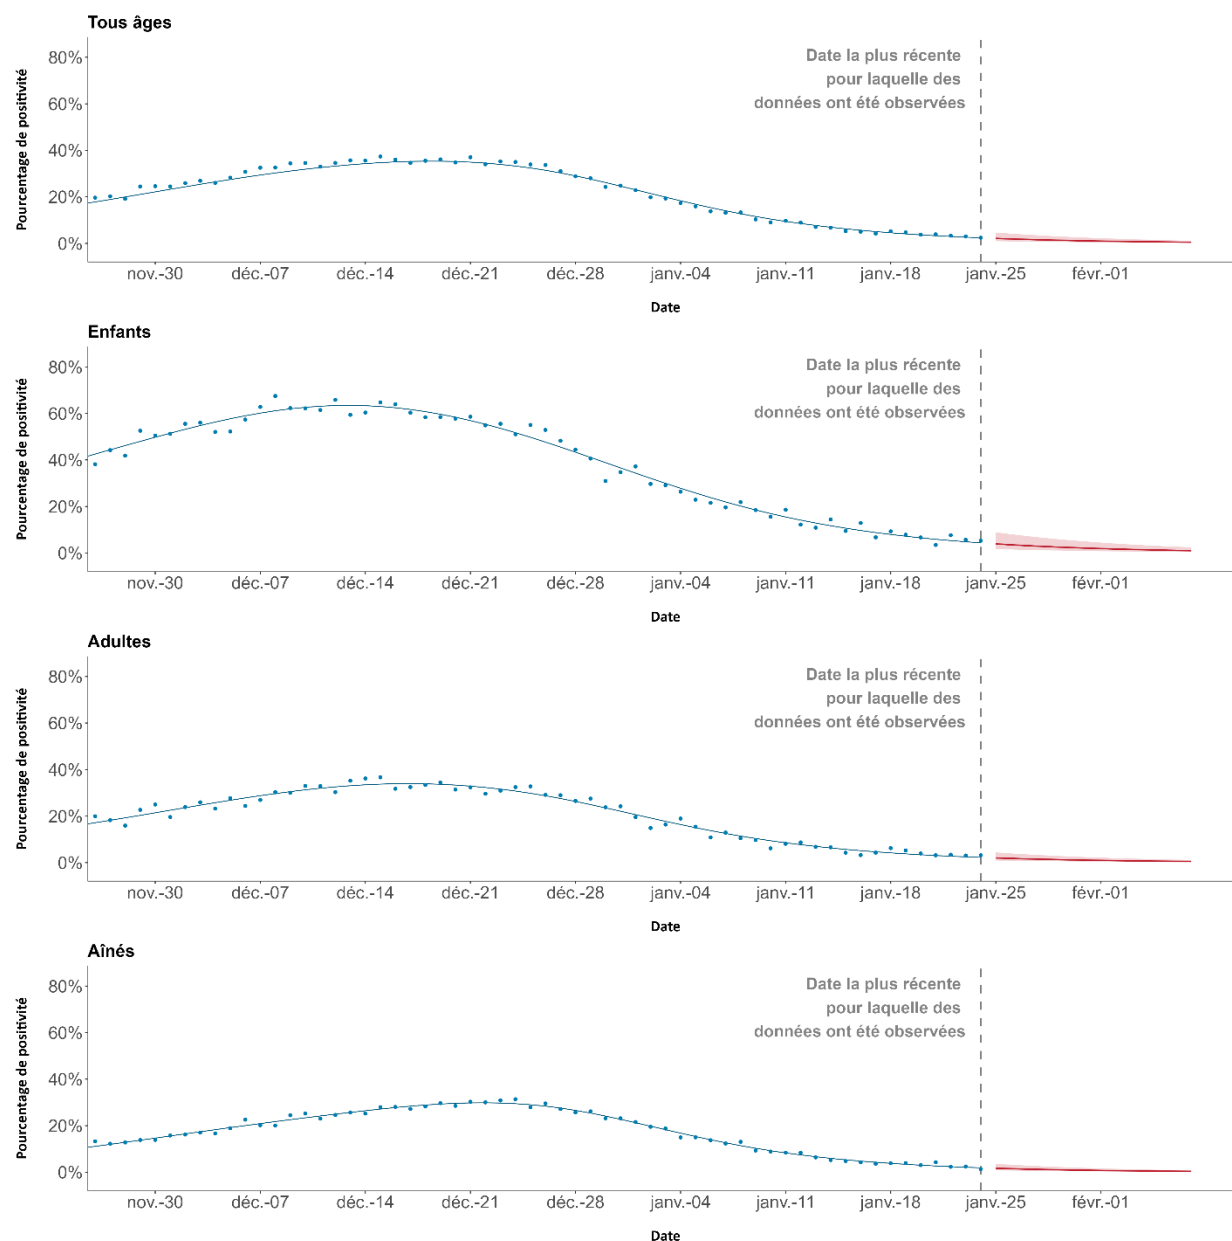 Tous âges
Pourcentage de positivité
80%
60%
40%
20%
0%
Date la plus récente
pour laquelle des
données ont été observées
nov.-30 déc.-07 déc.-14 déc.-21 déc.-28 janv.-04 janv.-11 janv.-18 janv.-25 févr.-01
Date
Enfants
Pourcentage de positivité
80%
60%
40%
20%
0%
Date la plus récente
pour laquelle des
données ont été observées
nov.-30 déc.-07 déc.-14 déc.-21 déc.-28 janv.-04 janv.-11 janv.-18 janv.-25 févr.-01
Date
Adultes
Pourcentage de positivité
80%
60%
40%
20%
0%
Date la plus récente
pour laquelle des
données ont été observées
nov.-30 déc.-07 déc.-14 déc.-21 déc.-28 janv.-04 janv.-11 janv.-18 janv.-25 févr.-01
Date
Aînés
Pourcentage de positivité
80%
60%
40%
20%
0%
Date la plus récente
pour laquelle des
données ont été observées
nov.-30 déc.-07 déc.-14 déc.-21 déc.-28 janv.-04 janv.-11 janv.-18 janv.-25 févr.-01
Date